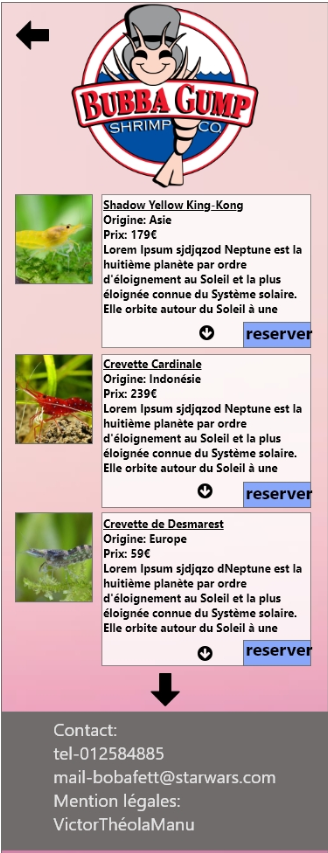 BUBBA GUMP
SHRIMP CO.
Shadow Yellow King-Kong
Origine: Asie
Prix: 179€
Lorem Ipsum sjdjqzod Neptune est la
huitième planète par ordre
d'éloignement au Soleil et la plus
éloignée connue du Système solaire.
Elle orbite autour du Soleil à une
reserver
Crevette Cardinale
Origine: Indonésie
Prix: 239€
Lorem Ipsum sjdjqzod Neptune est la
huitième planète par ordre
d'éloignement au Soleil et la plus
éloignée connue du Système solaire.
Elle orbite autour du Soleil à une
reserver
Crevette de Desmarest
Origine: Europe
Prix: 59€
Lorem Ipsum sjdjqzo dNeptune est la
huitième planète par ordre
d'éloignement au Soleil et la plus
éloignée connue du Système solaire.
Elle orbite autour du Soleil à une
reserver
Contact:
tel-012584885
mail-bobafett@starwars.com
Mention légales:
VictorThéolaManu